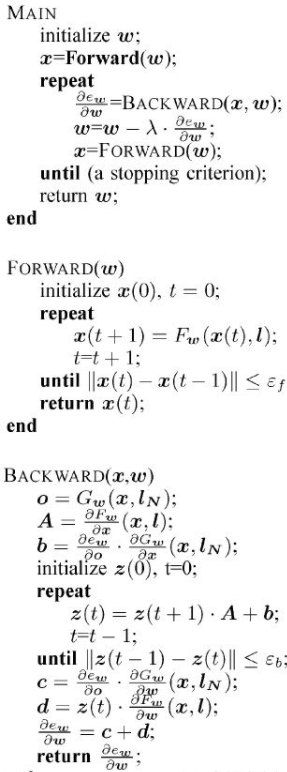 MAIN
initialize w;
x=Forward(w);
repeat
∂e_w/∂w=BACKWARD(x, w);
w=w − λ · ∂e_w/∂w;
x=FORWARD(w);
until (a stopping criterion);
return w;
end
FORWARD(w)
initialize x(0), t = 0;
repeat
x(t + 1) = F_w(x(t), l);
t=t + 1;
until ‖x(t) − x(t − 1)‖ ≤ ε_f
return x(t);
end
BACKWARD(x,w)
o = G_w(x, l_N);
A = ∂F_w/∂x (x, l);
b = ∂e_w/∂o · ∂G_w/∂x (x, l_N);
initialize z(0), t=0;
repeat
z(t) = z(t + 1) · A + b;
t=t − 1;
until ‖z(t − 1) − z(t)‖ ≤ ε_b;
c = ∂e_w/∂o · ∂G_w/∂w (x, l_N);
d = z(t) · ∂F_w/∂w (x, l);
∂e_w/∂w = c + d;
return ∂e_w/∂w;